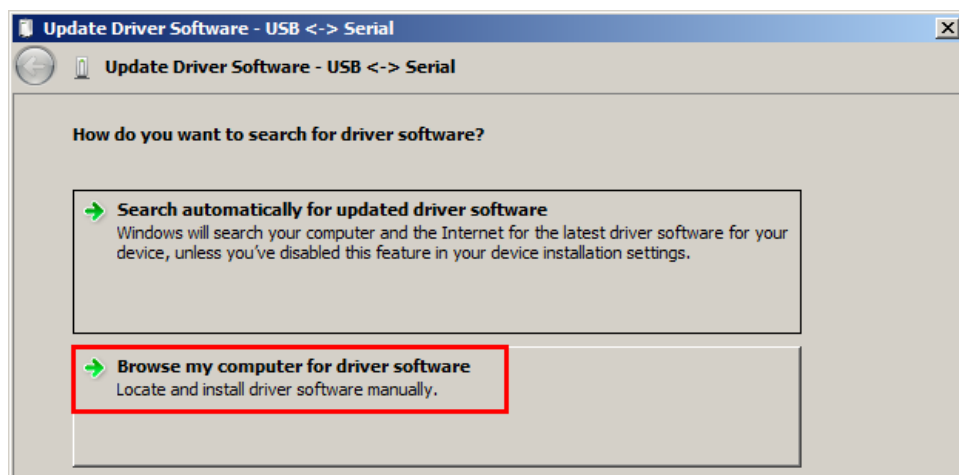 Update Driver Software - USB <-> Serial
Update Driver Software - USB <-> Serial
How do you want to search for driver software?
Search automatically for updated driver software
Windows will search your computer and the Internet for the latest driver software for your
device, unless you've disabled this feature in your device installation settings.
Browse my computer for driver software
Locate and install driver software manually.